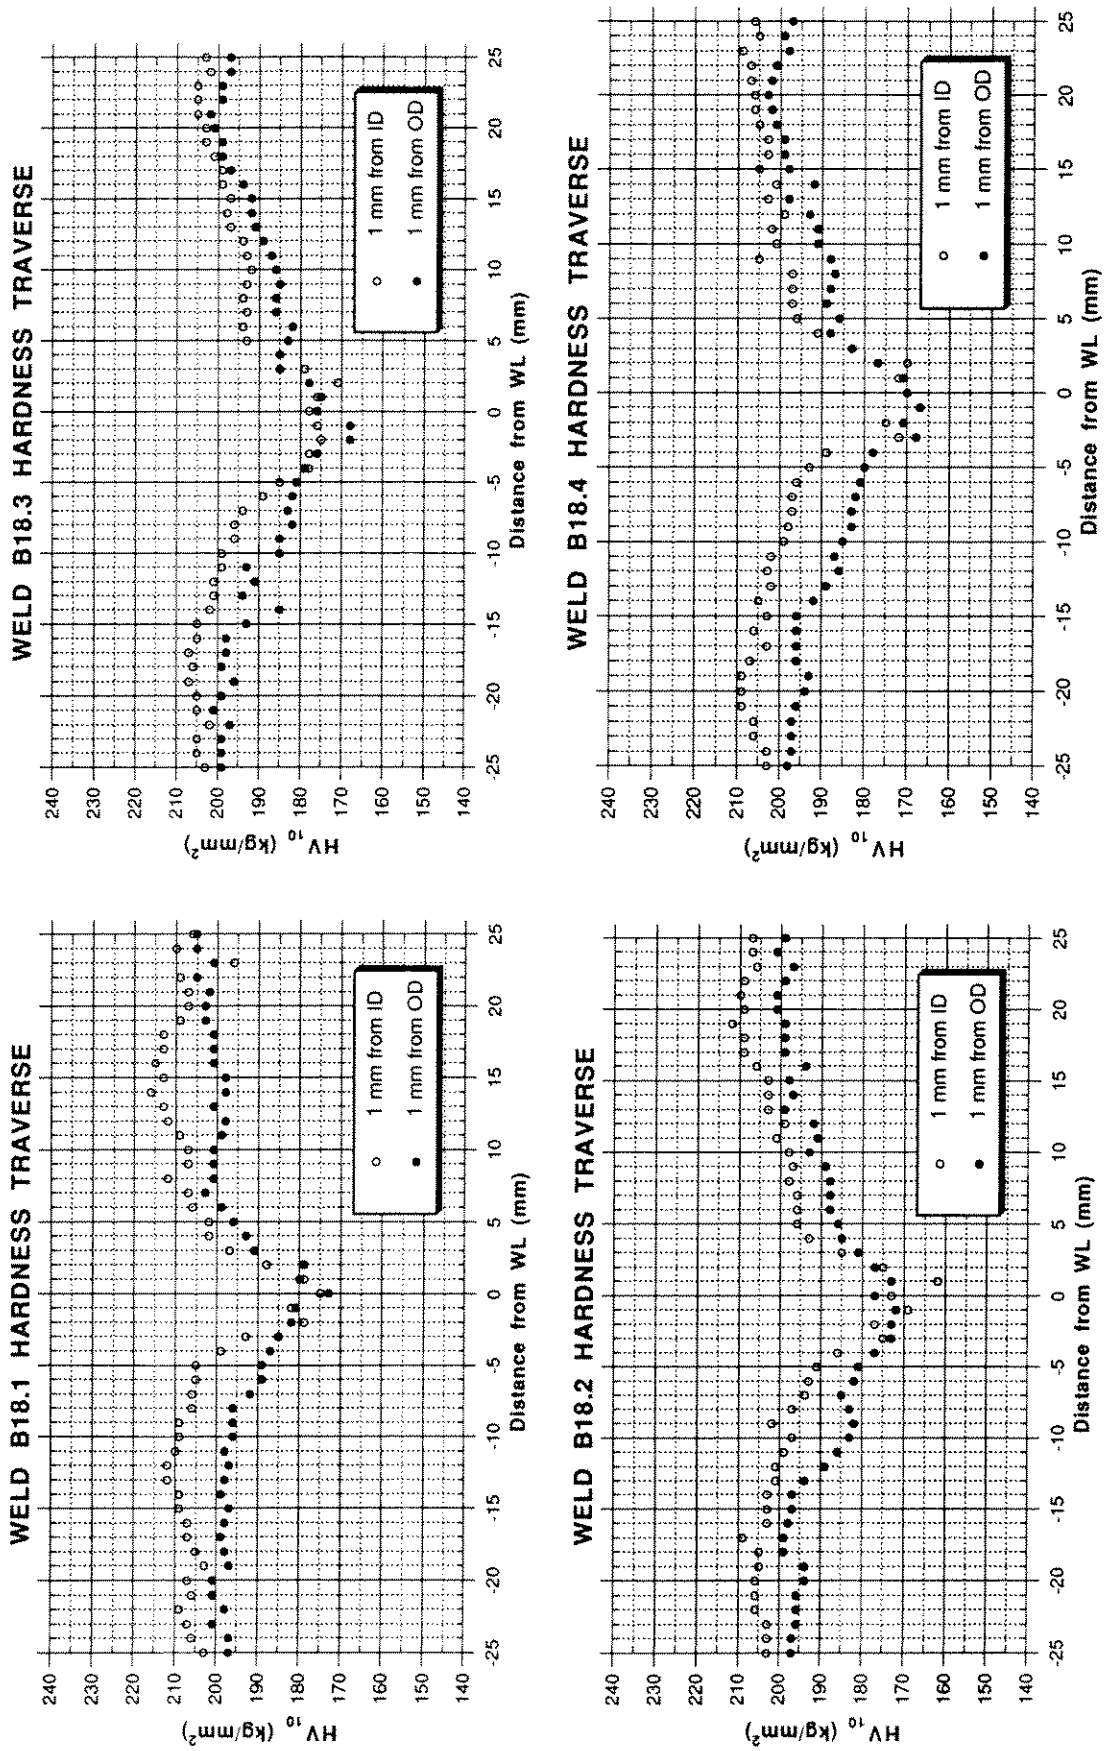 WELD B18.1 HARDNESS TRAVERSE
HV10 (kg/mm2)
240
230
220
210
200
190
180
170
160
150
140
-25 -20 -15 -10 -5 0 5 10 15 20 25
Distance from WL (mm)
1 mm from ID
1 mm from OD
WELD B18.3 HARDNESS TRAVERSE
HV10 (kg/mm2)
240
230
220
210
200
190
180
170
160
150
140
-25 -20 -15 -10 -5 0 5 10 15 20 25
Distance from WL (mm)
1 mm from ID
1 mm from OD
WELD B18.2 HARDNESS TRAVERSE
HV10 (kg/mm2)
240
230
220
210
200
190
180
170
160
150
140
-25 -20 -15 -10 -5 0 5 10 15 20 25
Distance from WL (mm)
1 mm from ID
1 mm from OD
WELD B18.4 HARDNESS TRAVERSE
HV10 (kg/mm2)
240
230
220
210
200
190
180
170
160
150
140
-25 -20 -15 -10 -5 0 5 10 15 20 25
Distance from WL (mm)
1 mm from ID
1 mm from OD